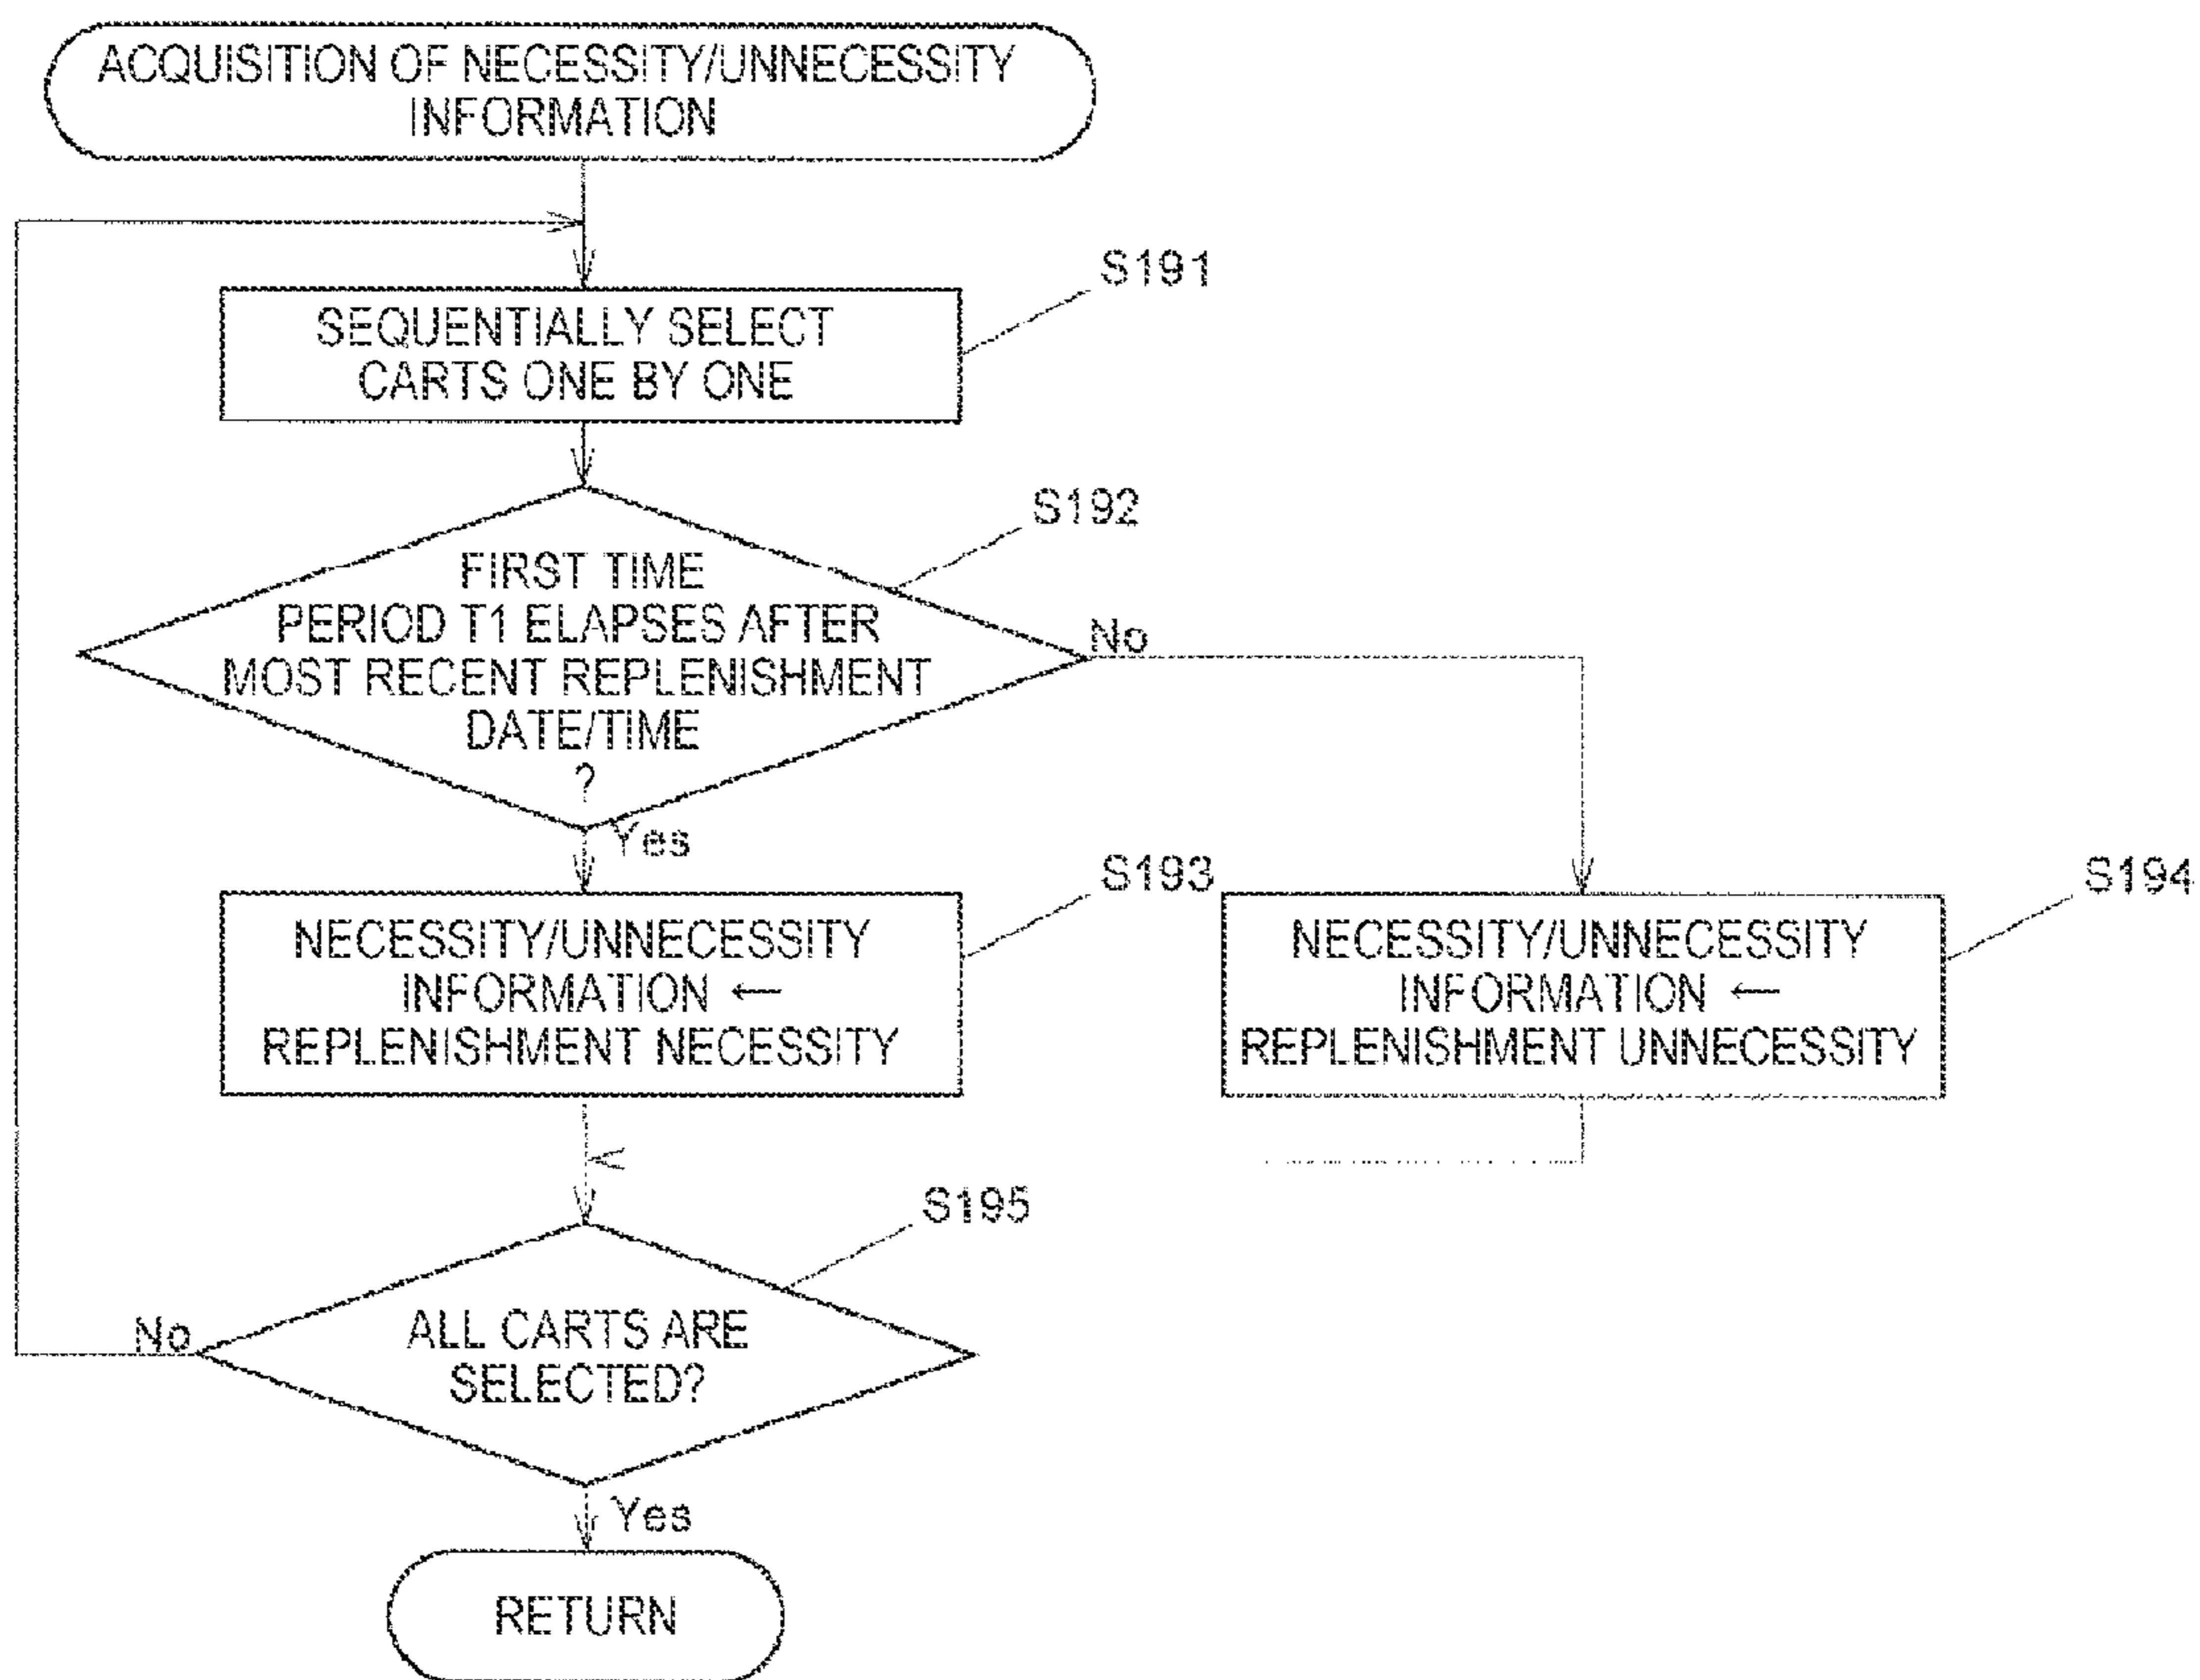 ACQUISITION OF NECESSITY/UNNECESSITY
INFORMATION
S191
SEQUENTIALLY SELECT
CARTS ONE BY ONE
S192
FIRST TIME
PERIOD T1 ELAPSES AFTER
MOST RECENT REPLENISHMENT
DATE/TIME
?
No
Yes
S193
NECESSITY/UNNECESSITY
INFORMATION ←
REPLENISHMENT NECESSITY
S194
NECESSITY/UNNECESSITY
INFORMATION ←
REPLENISHMENT UNNECESSITY
S195
ALL CARTS ARE
SELECTED?
No
Yes
RETURN